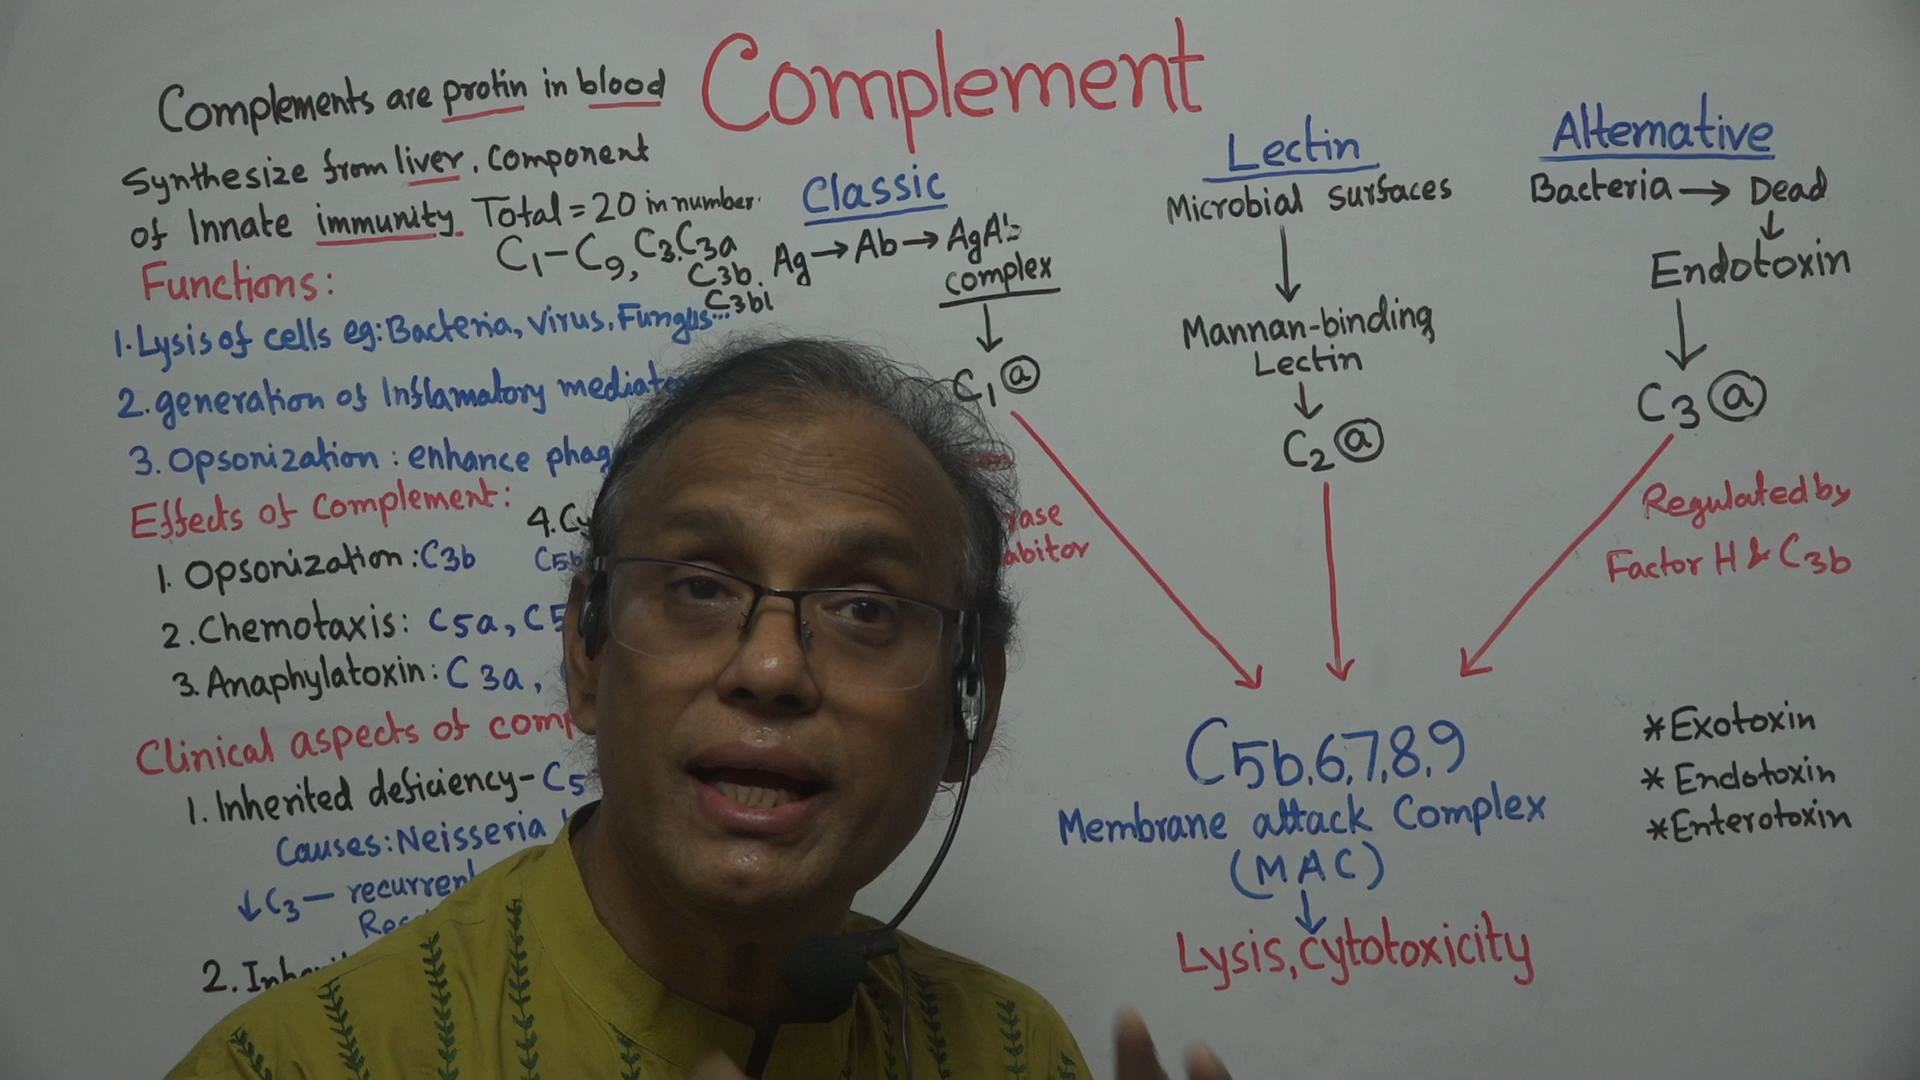 Complement
Complements are protin in blood
Synthesize from liver. Component
of Innate immunity. Total = 20 in number.
C1-C9, C3, C3a
C3b.
C3bi
Functions:
1. Lysis of cells eg: Bacteria, virus, Fungus...
2. generation of Inflamatory
3. Opsonization : enhance
Effects of complement:
1. Opsonization : C3b
2. Chemotaxis : C5a,
3. Anaphylatoxin : C3a,
4.
Clinical aspects of
1. Inherited deficiency-
Causes: Neisseria
↓C3 —
2.
Classic
Ag → Ab →
complex
↓
C1 ⓐ
Lectin
Microbial surfaces
↓
Mannan-binding
Lectin
↓
C2 ⓐ
Alternative
Bacteria → Dead
↓
Endotoxin
↓
C3 ⓐ
Regulated by
Factor H & C3b
C5b,6,7,8,9
Membrane attack Complex
(MAC)
↓
Lysis, cytotoxicity
* Exotoxin
* Endotoxin
* Enterotoxin